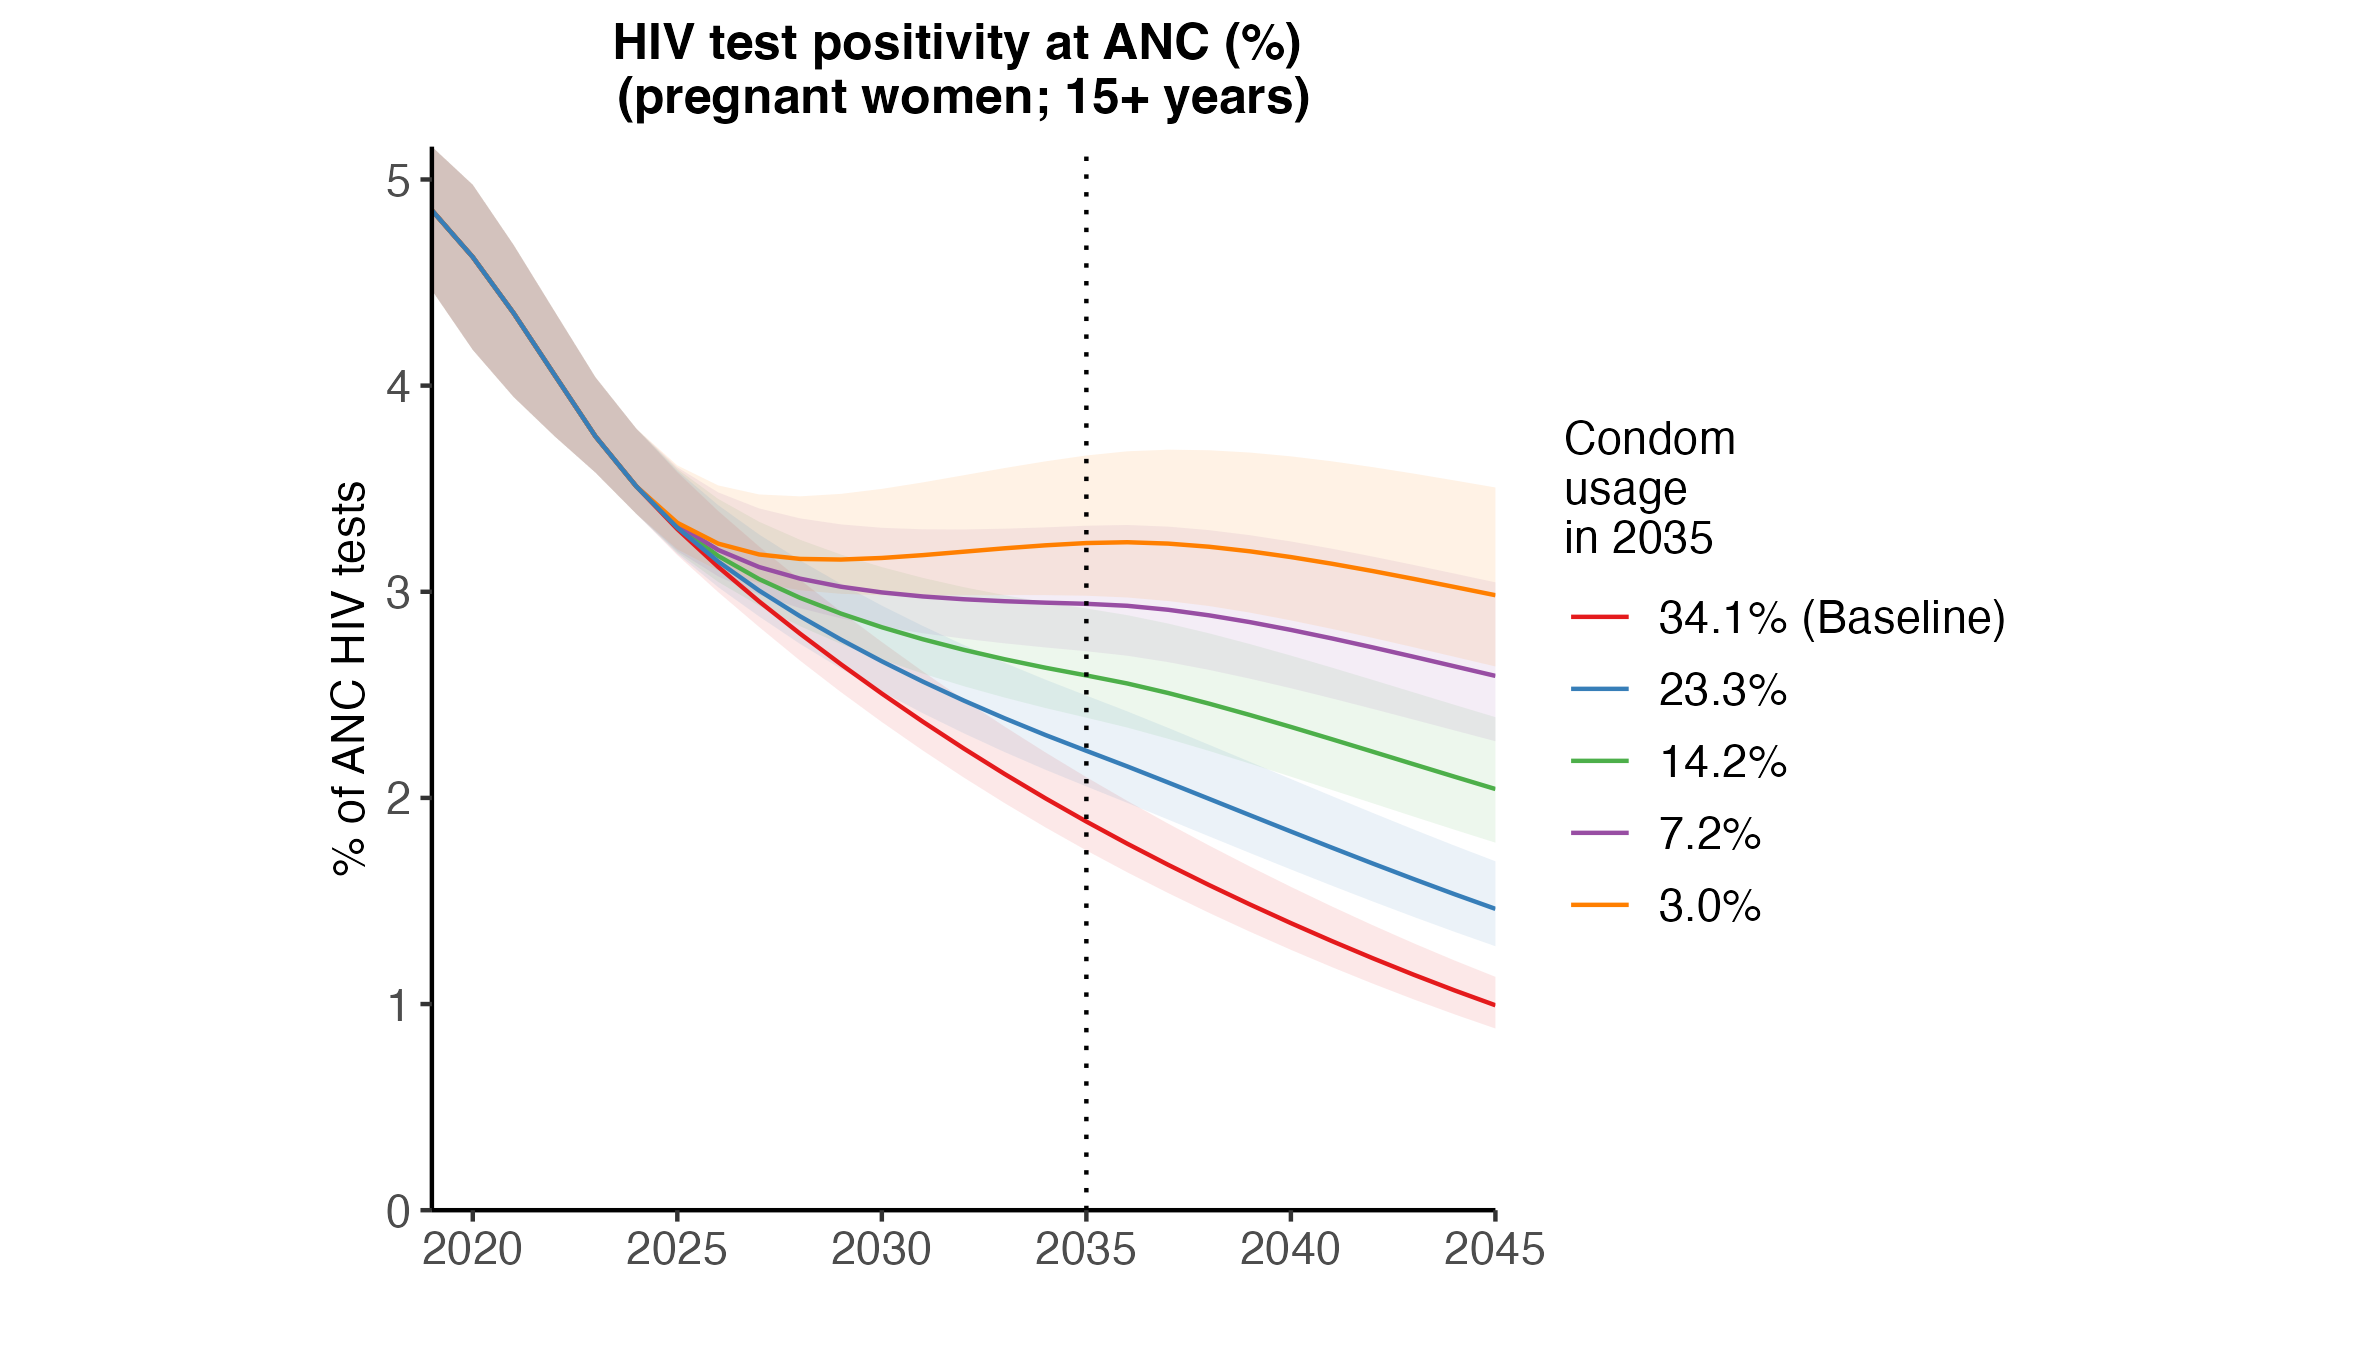 HIV test positivity at ANC (%)
(pregnant women; 15+ years)
% of ANC HIV tests
5
4
3
2
1
0
2020 2025 2030 2035 2040 2045
Condom
usage
in 2035
34.1% (Baseline)
23.3%
14.2%
7.2%
3.0%